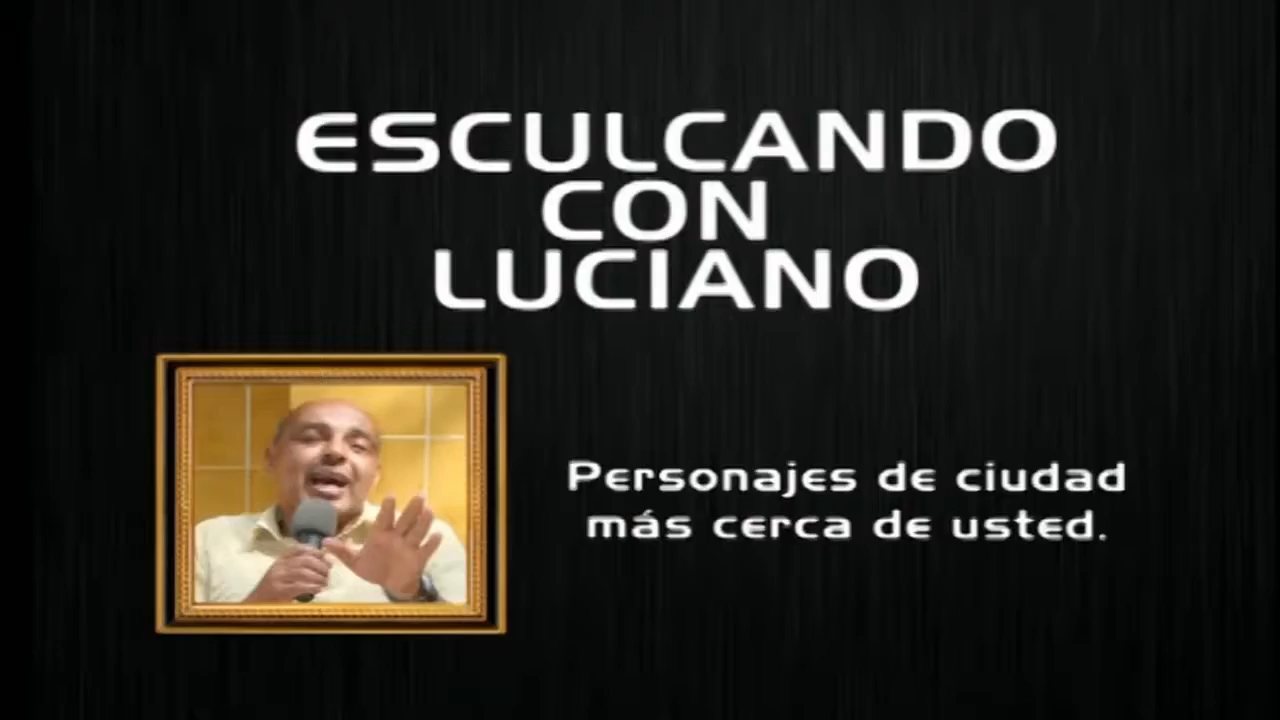 ESCULCANDO
CON
LUCIANO
Personajes de ciudad
más cerca de usted.